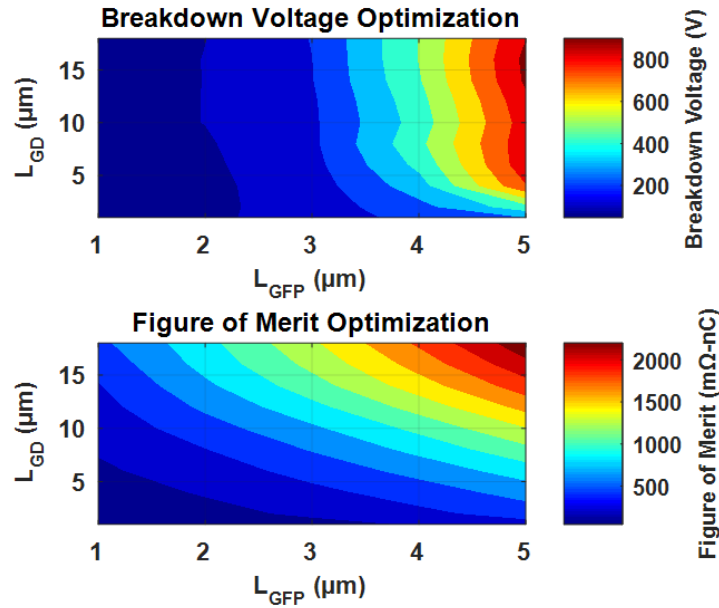 Breakdown Voltage Optimization
15
10
5
L_GD (µm)
1 2 3 4 5
L_GFP (µm)
800
600
400
200
Breakdown Voltage (V)
Figure of Merit Optimization
15
10
5
L_GD (µm)
1 2 3 4 5
L_GFP (µm)
2000
1500
1000
500
Figure of Merit (mΩ-nC)